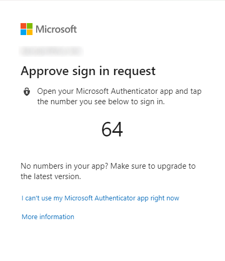 Microsoft
Approve sign in request
Open your Microsoft Authenticator app and tap
the number you see below to sign in.
64
No numbers in your app? Make sure to upgrade to
the latest version.
I can't use my Microsoft Authenticator app right now
More information